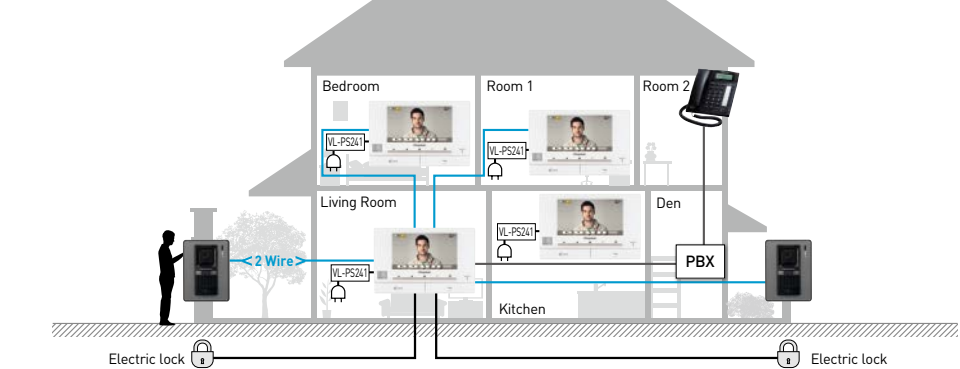 Bedroom
Room 1
Room 2
VL-PS241
VL-PS241
Living Room
Den
VL-PS241
2 Wire
VL-PS241
PBX
Kitchen
Electric lock
Electric lock